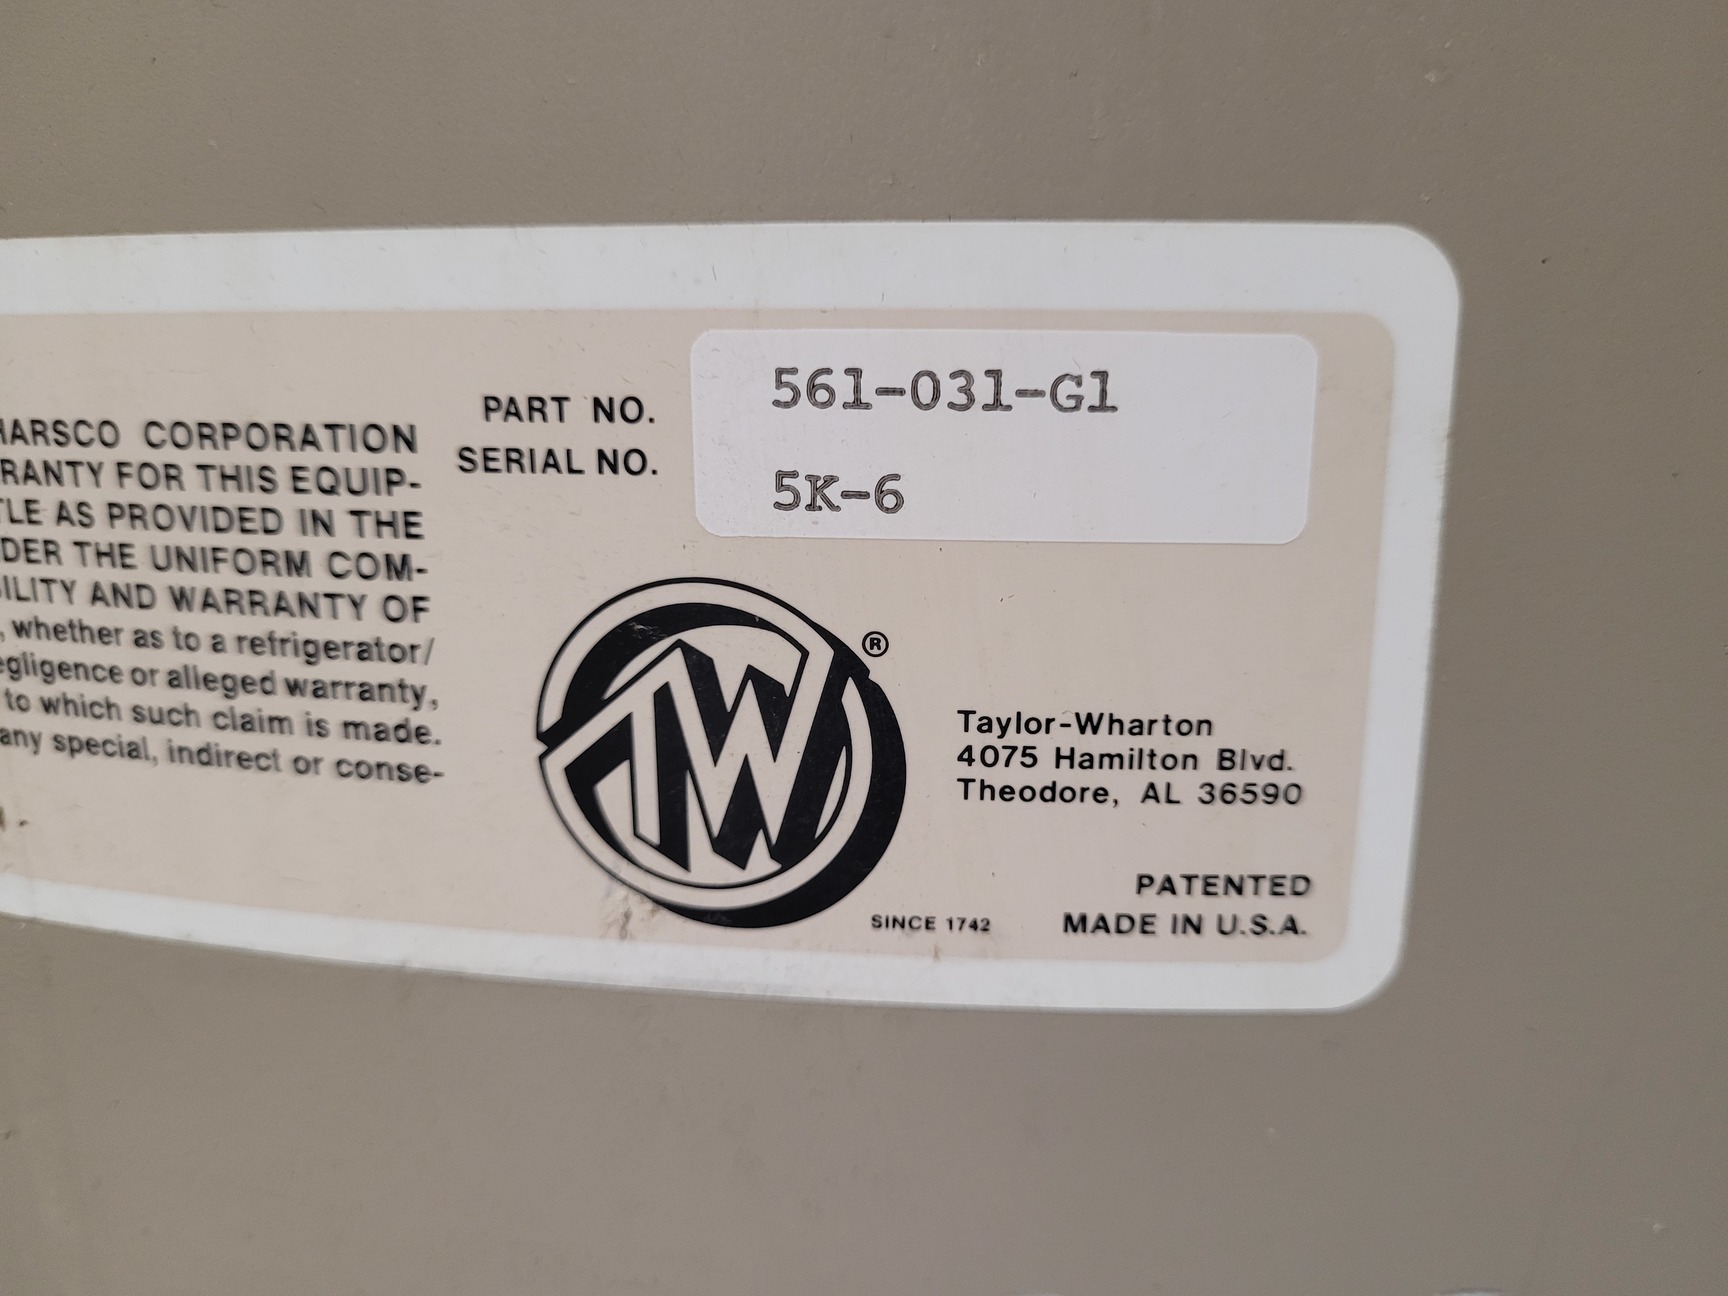 HARSCO CORPORATION
RANTY FOR THIS EQUIP-
TLE AS PROVIDED IN THE
DER THE UNIFORM COM-
ILITY AND WARRANTY OF
, whether as to a refrigerator/
egligence or alleged warranty,
to which such claim is made.
any special, indirect or conse-
PART NO. 561-031-G1
SERIAL NO. 5K-6
TW
®
SINCE 1742
Taylor-Wharton
4075 Hamilton Blvd.
Theodore, AL 36590
PATENTED
MADE IN U.S.A.